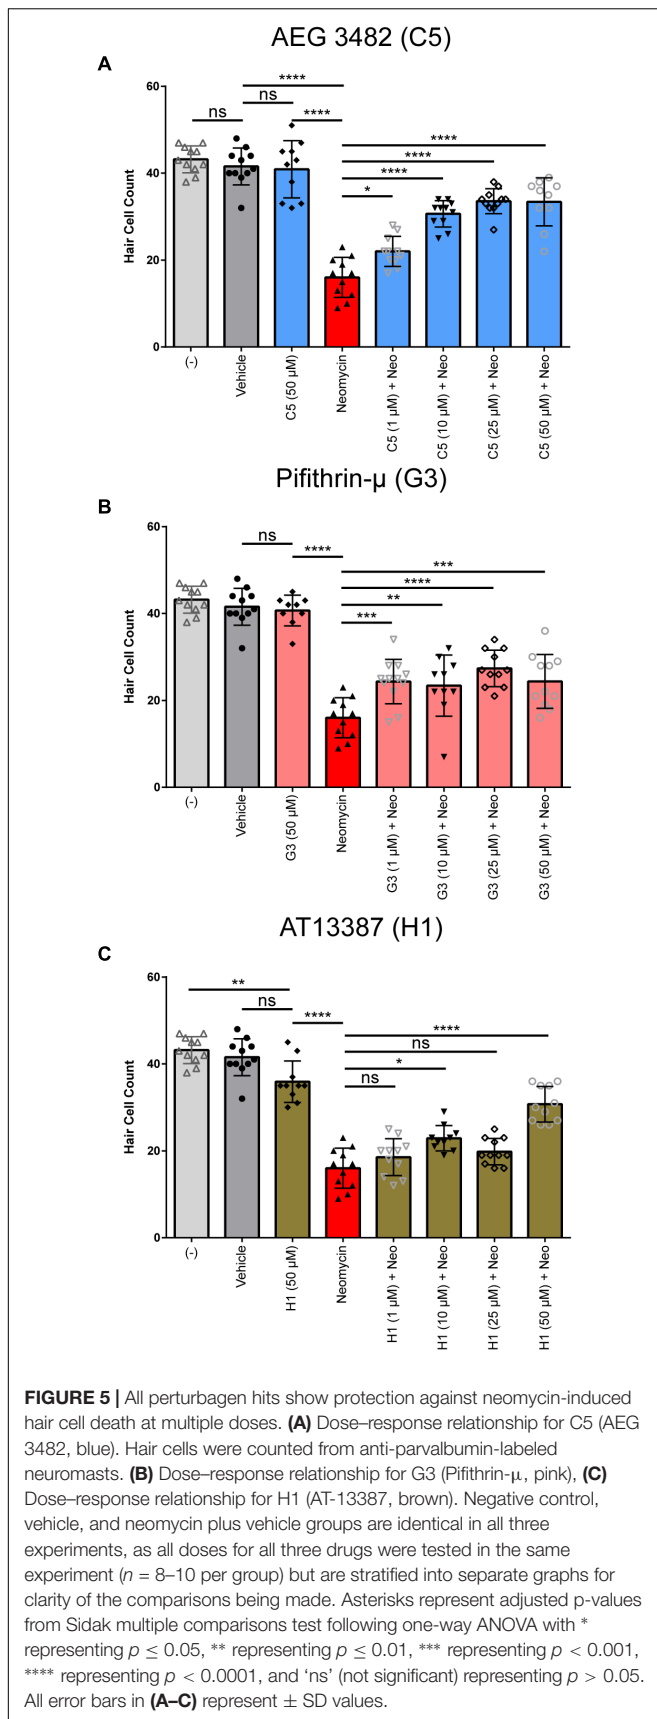 AEG 3482 (C5)
A
60
40
20
0
Hair Cell Count
ns
ns
****
****
*
****
****
****
(-)
Vehicle
C5 (50 µM)
Neomycin
C5 (1 µM) + Neo
C5 (10 µM) + Neo
C5 (25 µM) + Neo
C5 (50 µM) + Neo
Pifithrin-µ (G3)
B
60
40
20
0
Hair Cell Count
ns
****
***
**
****
***
(-)
Vehicle
G3 (50 µM)
Neomycin
G3 (1 µM) + Neo
G3 (10 µM) + Neo
G3 (25 µM) + Neo
G3 (50 µM) + Neo
AT13387 (H1)
C
60
40
20
0
Hair Cell Count
**
ns
****
ns
*
ns
****
(-)
Vehicle
H1 (50 µM)
Neomycin
H1 (1 µM) + Neo
H1 (10 µM) + Neo
H1 (25 µM) + Neo
H1 (50 µM) + Neo
FIGURE 5 | All perturbagen hits show protection against neomycin-induced
hair cell death at multiple doses. (A) Dose–response relationship for C5 (AEG
3482, blue). Hair cells were counted from anti-parvalbumin-labeled
neuromasts. (B) Dose–response relationship for G3 (Pifithrin-µ, pink), (C)
Dose–response relationship for H1 (AT-13387, brown). Negative control,
vehicle, and neomycin plus vehicle groups are identical in all three
experiments, as all doses for all three drugs were tested in the same
experiment (n = 8–10 per group) but are stratified into separate graphs for
clarity of the comparisons being made. Asterisks represent adjusted p-values
from Sidak multiple comparisons test following one-way ANOVA with *
representing p ≤ 0.05, ** representing p ≤ 0.01, *** representing p < 0.001,
**** representing p < 0.0001, and ‘ns’ (not significant) representing p > 0.05.
All error bars in (A–C) represent ± SD values.